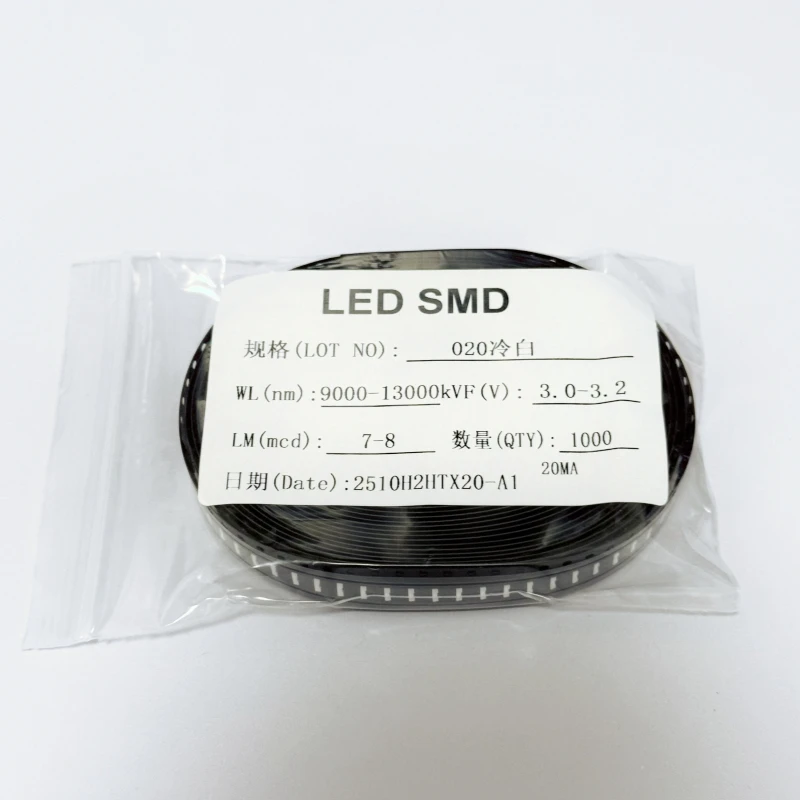 LED SMD
规格(LOT NO): 020冷白
WL(nm):9000-13000kVF(V): 3.0-3.2
LM(mcd): 7-8 数量(QTY): 1000
日期(Date):2510H2HTX20-A1 20MA